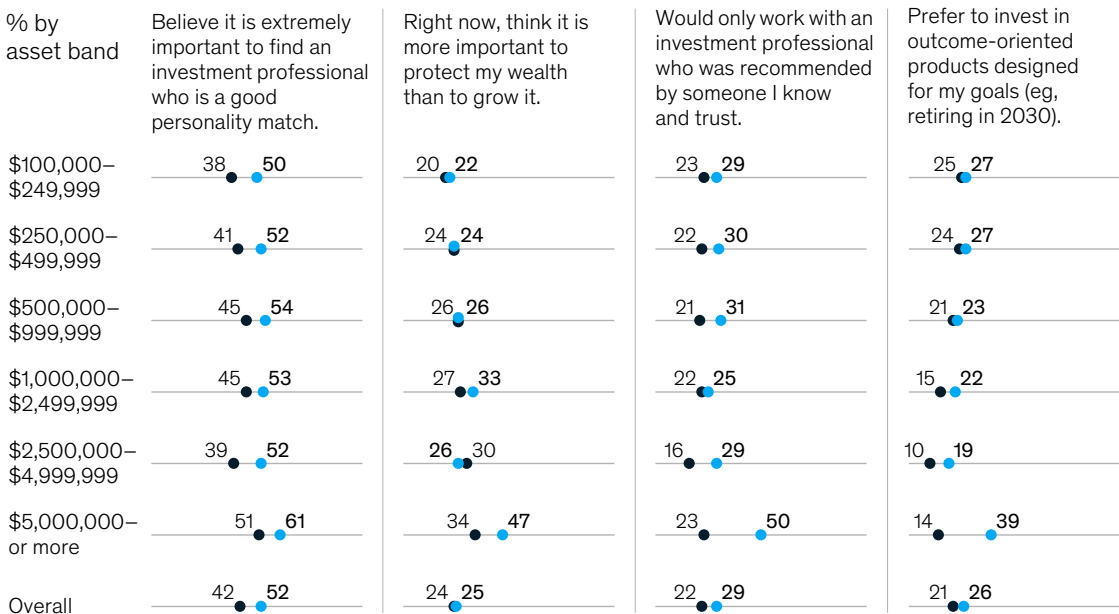 % by
asset band
Believe it is extremely
important to find an
investment professional
who is a good
personality match.
Right now, think it is
more important to
protect my wealth
than to grow it.
Would only work with an
investment professional
who was recommended
by someone I know
and trust.
Prefer to invest in
outcome-oriented
products designed
for my goals (eg,
retiring in 2030).
$100,000–
$249,999
38 50
20 22
23 29
25 27
$250,000–
$499,999
41 52
24 24
22 30
24 27
$500,000–
$999,999
45 54
26 26
21 31
21 23
$1,000,000–
$2,499,999
45 53
27 33
22 25
15 22
$2,500,000–
$4,999,999
39 52
26 30
16 29
10 19
$5,000,000–
or more
51 61
34 47
23 50
14 39
Overall
42 52
24 25
22 29
21 26